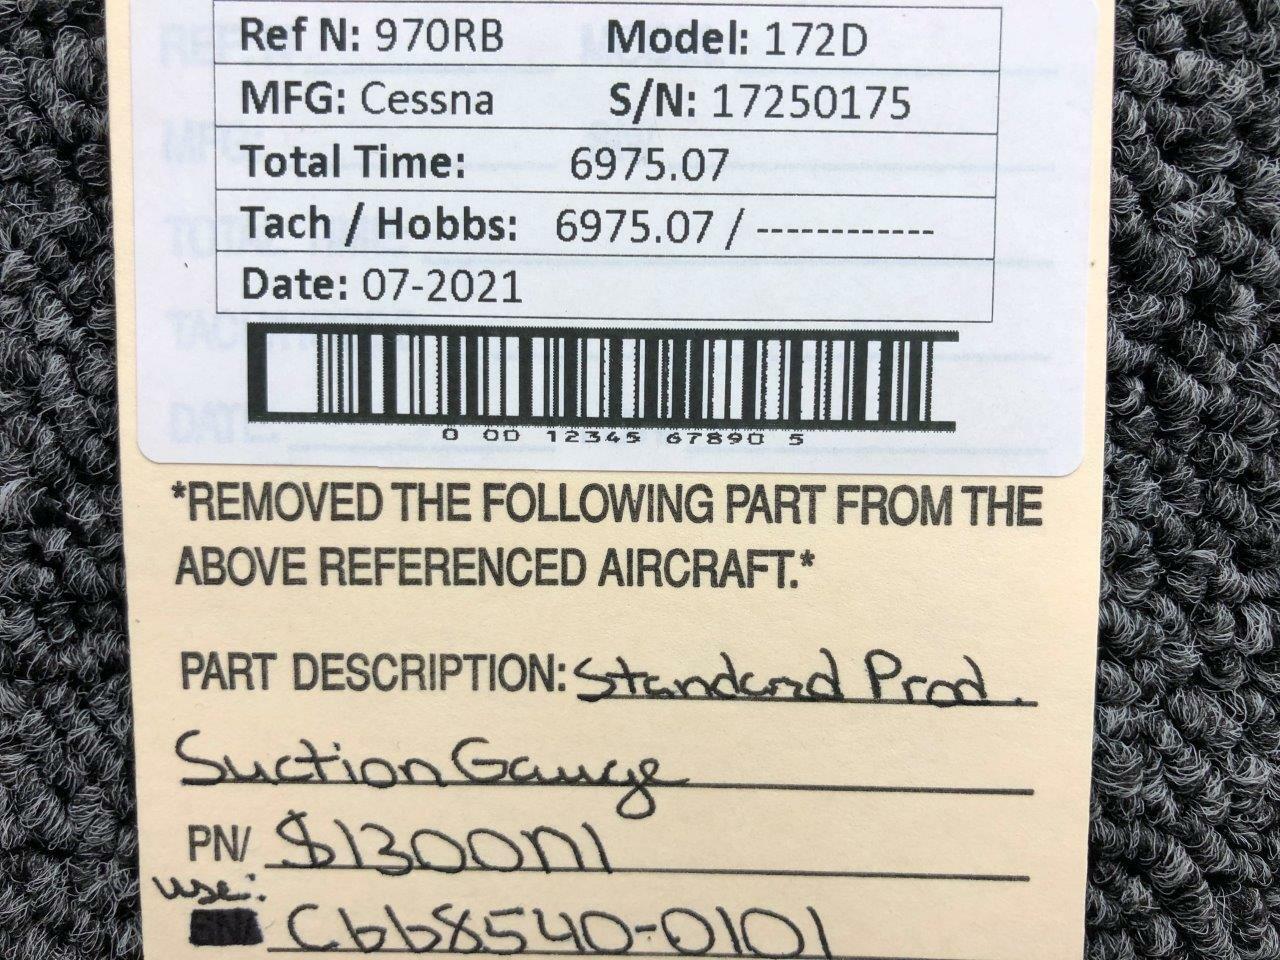 Ref N: 970RB Model: 172D
MFG: Cessna S/N: 17250175
Total Time: 6975.07
Tach / Hobbs: 6975.07 / ------------
Date: 07-2021
0 00 12345 67890 5
*REMOVED THE FOLLOWING PART FROM THE
ABOVE REFERENCED AIRCRAFT.*
PART DESCRIPTION: Standard Prod.
Suction Gauge
PN/ $1300n1
use:
C668540-0101